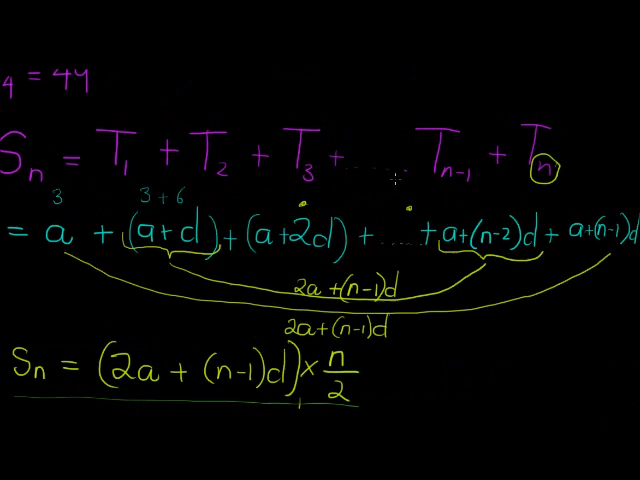 4 = 44
Sn = T1 + T2 + T3 + ...... Tn-1 + Tn
3 3 + 6
= a + (a + d) + (a + 2d) + ...... + a + (n-2)d + a + (n-1)d
2a + (n-1)d
2a + (n-1)d
Sn = (2a + (n-1)d) × n/2